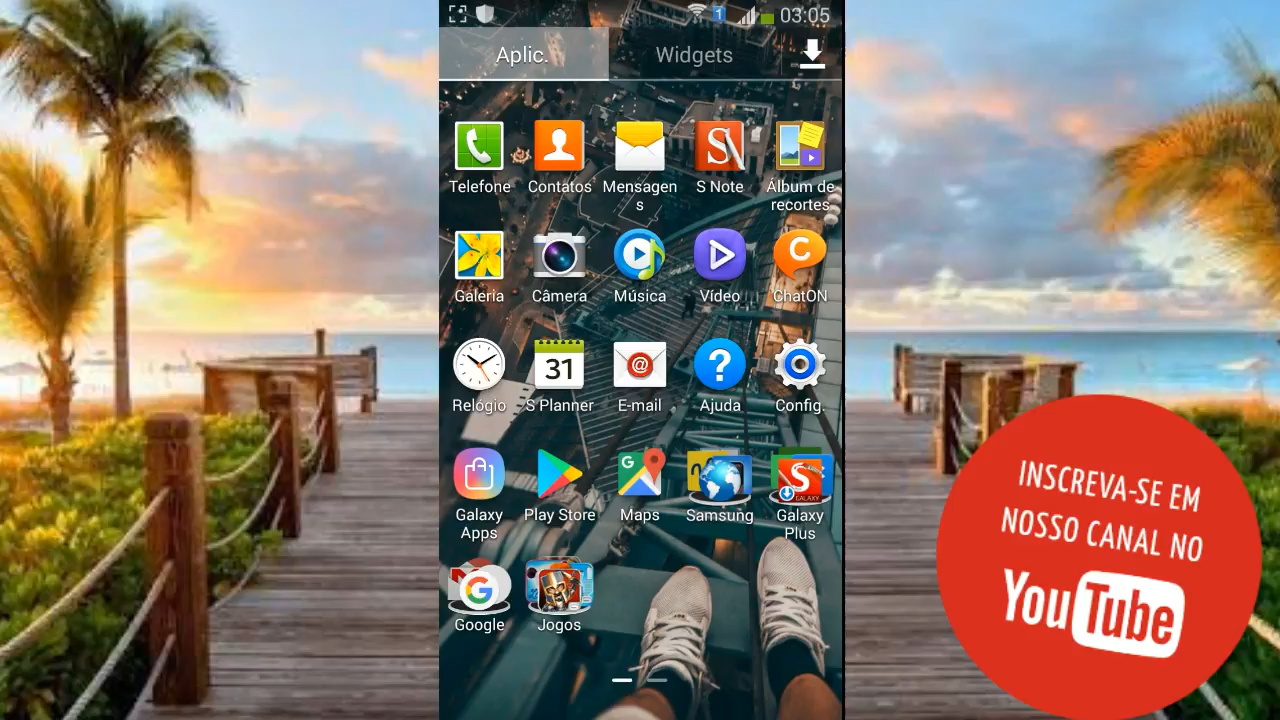 1 03:05
Aplic. Widgets
Telefone Contatos Mensagen S Note Álbum de
s recortes
Galeria Câmera Música Vídeo ChatON
31
Relógio S Planner E-mail Ajuda Config.
Galaxy Play Store Maps Samsung Galaxy
Apps Plus
Google Jogos
INSCREVA-SE EM
NOSSO CANAL NO
YouTube